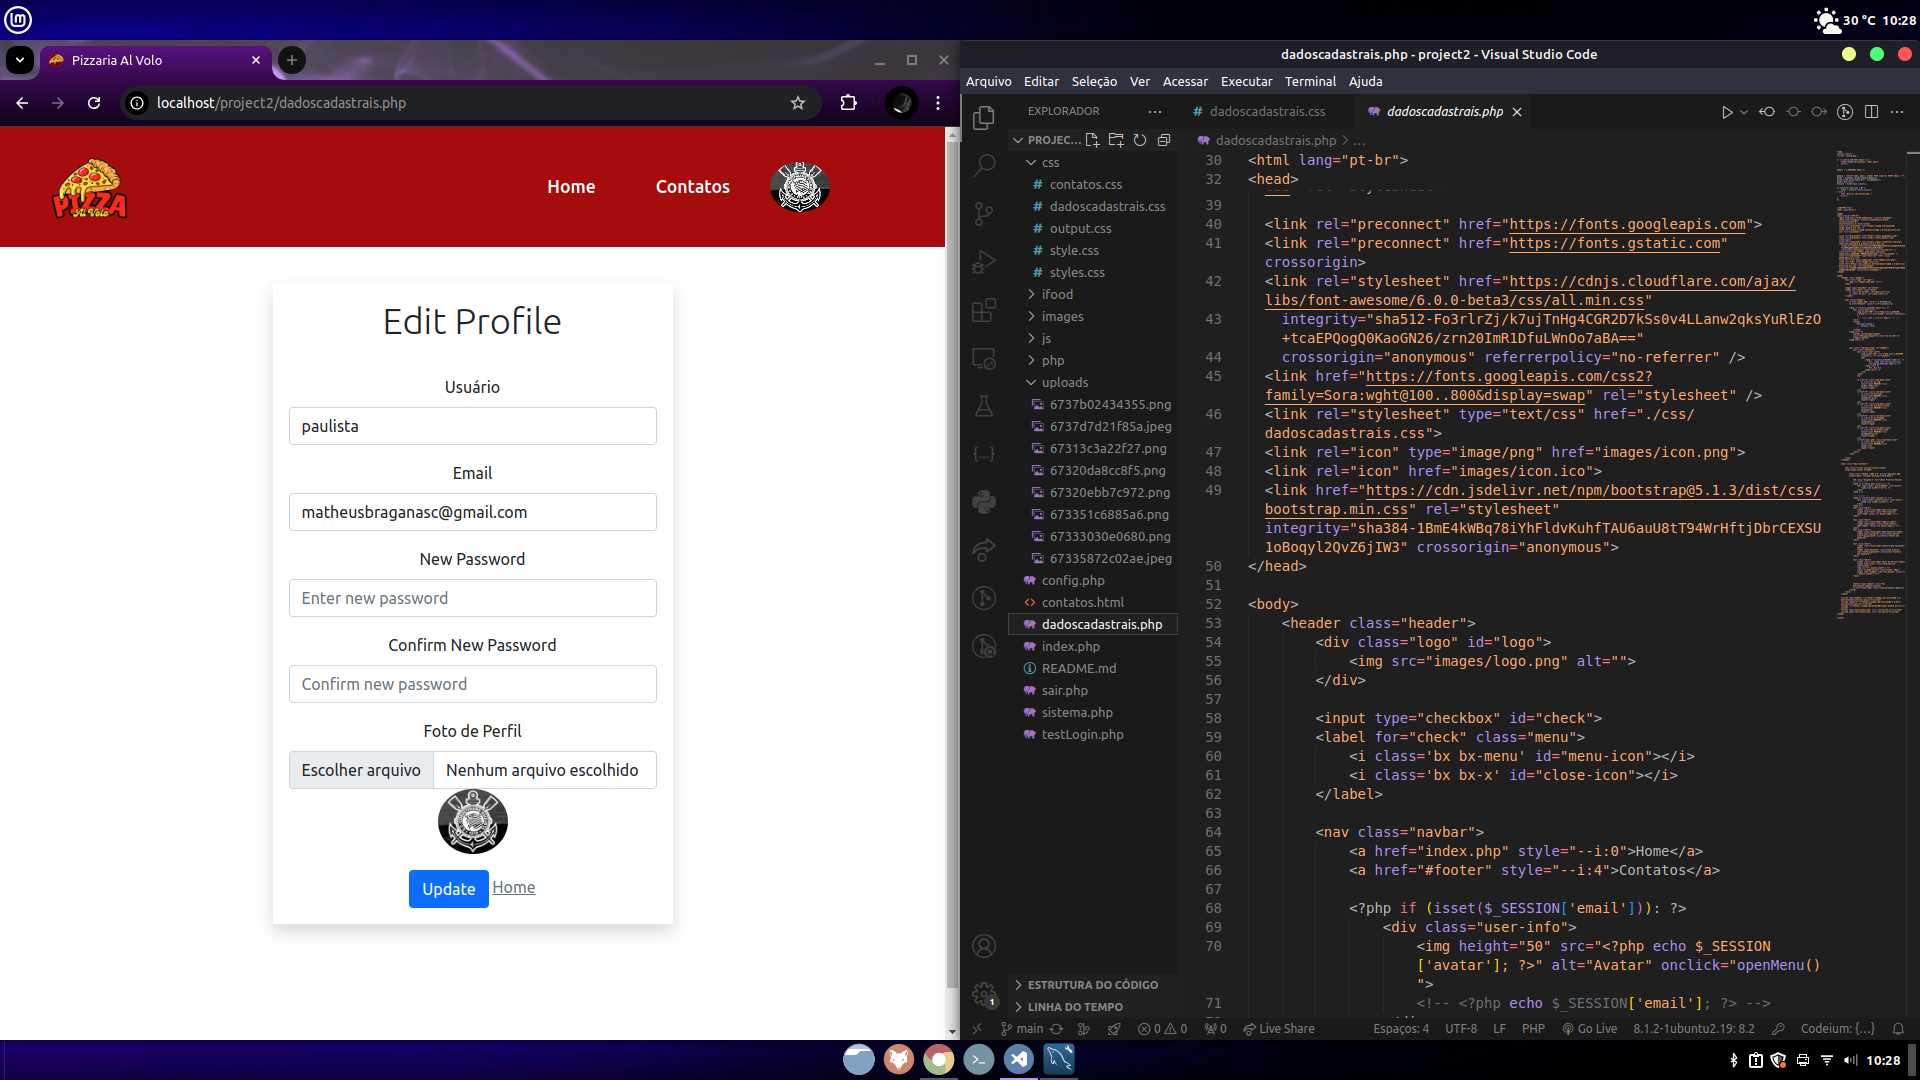 30 °C 10:28
Pizzaria Al Volo
localhost/project2/dadoscadastrais.php
PIZZA
Al Volo
Home
Contatos
Edit Profile
Usuário
paulista
Email
matheusbraganasc@gmail.com
New Password
Enter new password
Confirm New Password
Confirm new password
Foto de Perfil
Escolher arquivo
Nenhum arquivo escolhido
Update
Home
dadoscadastrais.php - project2 - Visual Studio Code
Arquivo Editar Seleção Ver Acessar Executar Terminal Ajuda
EXPLORADOR
PROJEC...
css
contatos.css
dadoscadastrais.css
output.css
style.css
styles.css
ifood
images
js
php
uploads
6737b02434355.png
6737d7d21f85a.jpeg
67313c3a22f27.png
67320da8cc8f5.png
67320ebb7c972.png
673351c6885a6.png
67333030e0680.png
67335872c02ae.jpeg
config.php
contatos.html
dadoscadastrais.php
index.php
README.md
sair.php
sistema.php
testLogin.php
ESTRUTURA DO CÓDIGO
LINHA DO TEMPO
dadoscadastrais.css
dadoscadastrais.php
dadoscadastrais.php > ...
30 <html lang="pt-br">
32 <head>
39
40 <link rel="preconnect" href="https://fonts.googleapis.com">
41 <link rel="preconnect" href="https://fonts.gstatic.com"
crossorigin>
42 <link rel="stylesheet" href="https://cdnjs.cloudflare.com/ajax/
libs/font-awesome/6.0.0-beta3/css/all.min.css"
43 integrity="sha512-Fo3rlrZj/k7ujTnHg4CGR2D7kSs0v4LLanw2qksYuRlEzO
+tcaEPQogQ0KaoGN26/zrn20ImR1DfuLWnOo7aBA=="
44 crossorigin="anonymous" referrerpolicy="no-referrer" />
45 <link href="https://fonts.googleapis.com/css2?
family=Sora:wght@100..800&display=swap" rel="stylesheet" />
46 <link rel="stylesheet" type="text/css" href="./css/
dadoscadastrais.css">
47 <link rel="icon" type="image/png" href="images/icon.png">
48 <link rel="icon" href="images/icon.ico">
49 <link href="https://cdn.jsdelivr.net/npm/bootstrap@5.1.3/dist/css/
bootstrap.min.css" rel="stylesheet"
integrity="sha384-1BmE4kWBq78iYhFldvKuhfTAU6auU8tT94WrHftjDbrCEXSU
1oBoqyl2QvZ6jIW3" crossorigin="anonymous">
50 </head>
51
52 <body>
53 <header class="header">
54 <div class="logo" id="logo">
55 <img src="images/logo.png" alt="">
56 </div>
57
58 <input type="checkbox" id="check">
59 <label for="check" class="menu">
60 <i class='bx bx-menu' id="menu-icon"></i>
61 <i class='bx bx-x' id="close-icon"></i>
62 </label>
63
64 <nav class="navbar">
65 <a href="index.php" style="--i:0">Home</a>
66 <a href="#footer" style="--i:4">Contatos</a>
67
68 <?php if (isset($_SESSION['email'])): ?>
69 <div class="user-info">
70 <img height="50" src="<?php echo $_SESSION
['avatar']; ?>" alt="Avatar" onclick="openMenu()
">
71 <!-- <?php echo $_SESSION['email']; ?> -->
1
main 0 0 0 Live Share
Espaços: 4 UTF-8 LF PHP Go Live 8.1.2-1ubuntu2.19: 8.2 Codeium: {...}
10:28